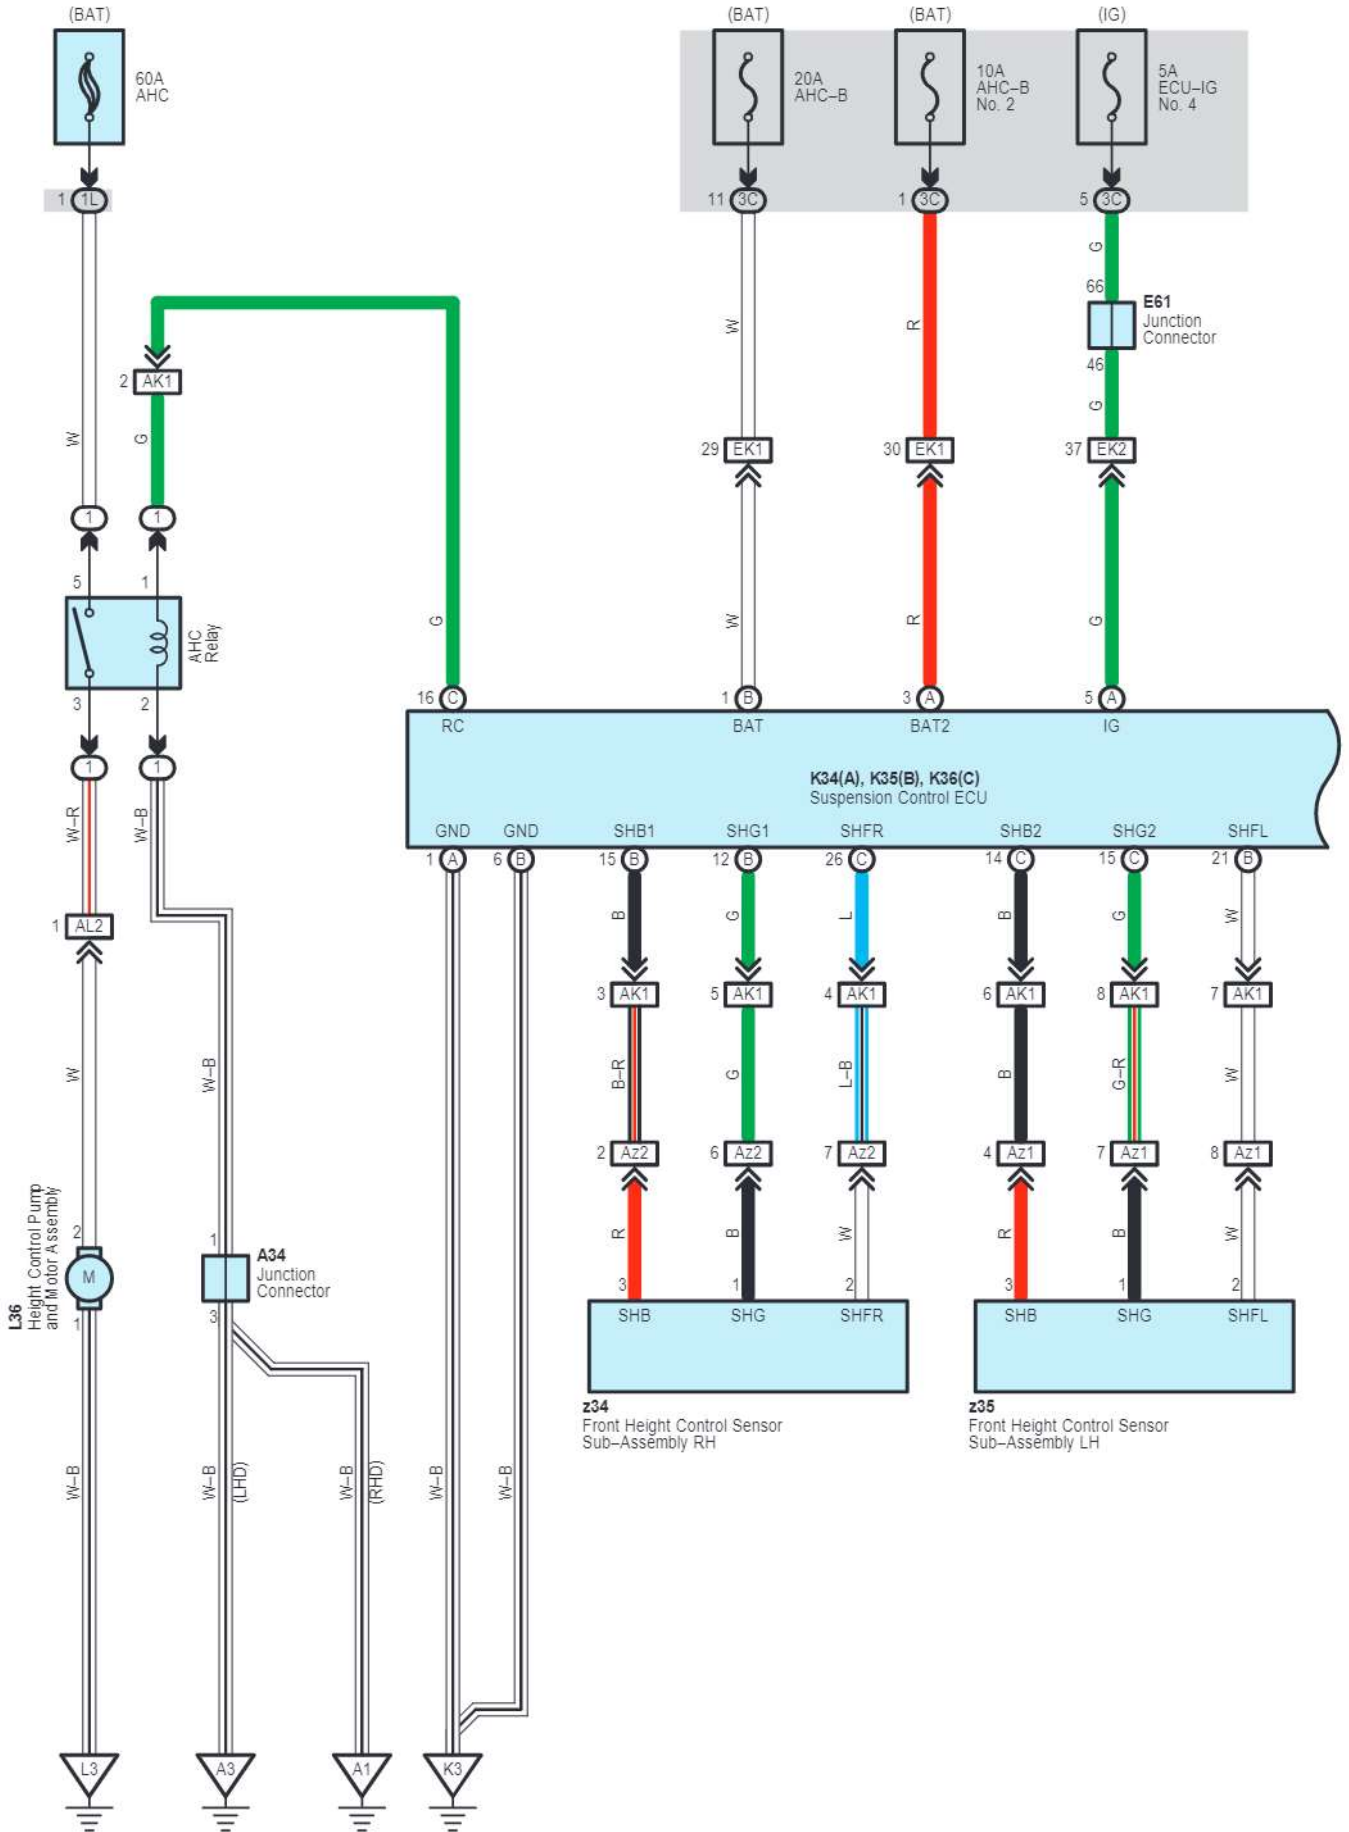 (BAT)
(BAT)
(BAT)
(IG)
60A
AHC
20A
AHC–B
10A
AHC–B
No. 2
5A
ECU–IG
No. 4
1 1L
11 3C
1 3C
5 3C
G
66
E61
Junction
Connector
46
W
R
G
2 AK1
W
G
29 EK1
30 EK1
37 EK2
1
1
5
1
AHC
Relay
3
2
G
W
R
G
16 C
1 B
3 A
5 A
RC
BAT
BAT2
IG
K34(A), K35(B), K36(C)
Suspension Control ECU
1
1
W–R
W–B
GND
GND
SHB1
SHG1
SHFR
SHB2
SHG2
SHFL
1 A
6 B
15 B
12 B
26 C
14 C
15 C
21 B
B
G
L
B
G
W
1 AL2
3 AK1
5 AK1
4 AK1
6 AK1
8 AK1
7 AK1
W
W–B
B–R
G
L–B
B
G–R
W
2 Az2
6 Az2
7 Az2
4 Az1
7 Az1
8 Az1
R
B
W
R
B
W
L36
Height Control Pump
and Motor Assembly
2
M
1
1
A34
Junction
Connector
3
3
1
2
3
1
2
SHB
SHG
SHFR
SHB
SHG
SHFL
z34
Front Height Control Sensor
Sub–Assembly RH
z35
Front Height Control Sensor
Sub–Assembly LH
W–B
W–B
(LHD)
W–B
(RHD)
W–B
W–B
L3
A3
A1
K3